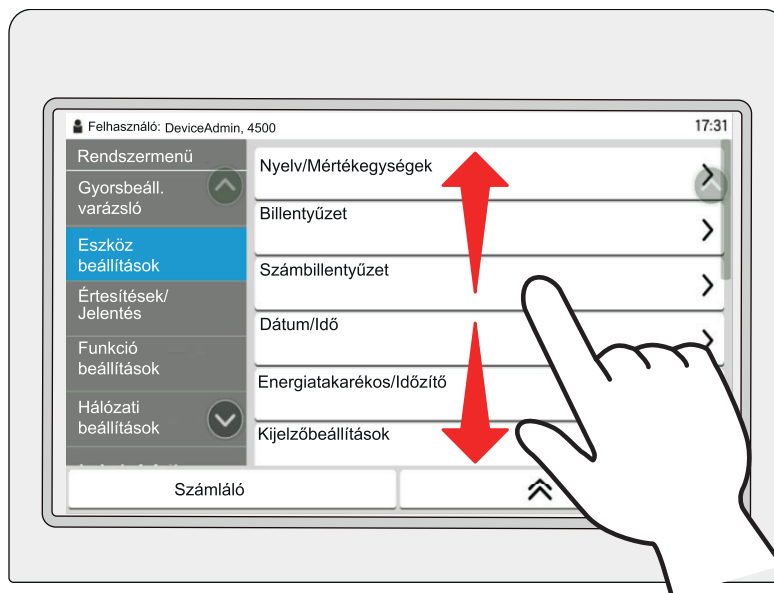 Felhasználó: DeviceAdmin, 4500
17:31
Rendszermenü
Gyorsbeáll.
varázsló
Eszköz
beállítások
Értesítések/
Jelentés
Funkció
beállítások
Hálózati
beállítások
Nyelv/Mértékegységek
Billentyűzet
Számbillentyűzet
Dátum/Idő
Energiatakarékos/Időzítő
Kijelzőbeállítások
Számláló